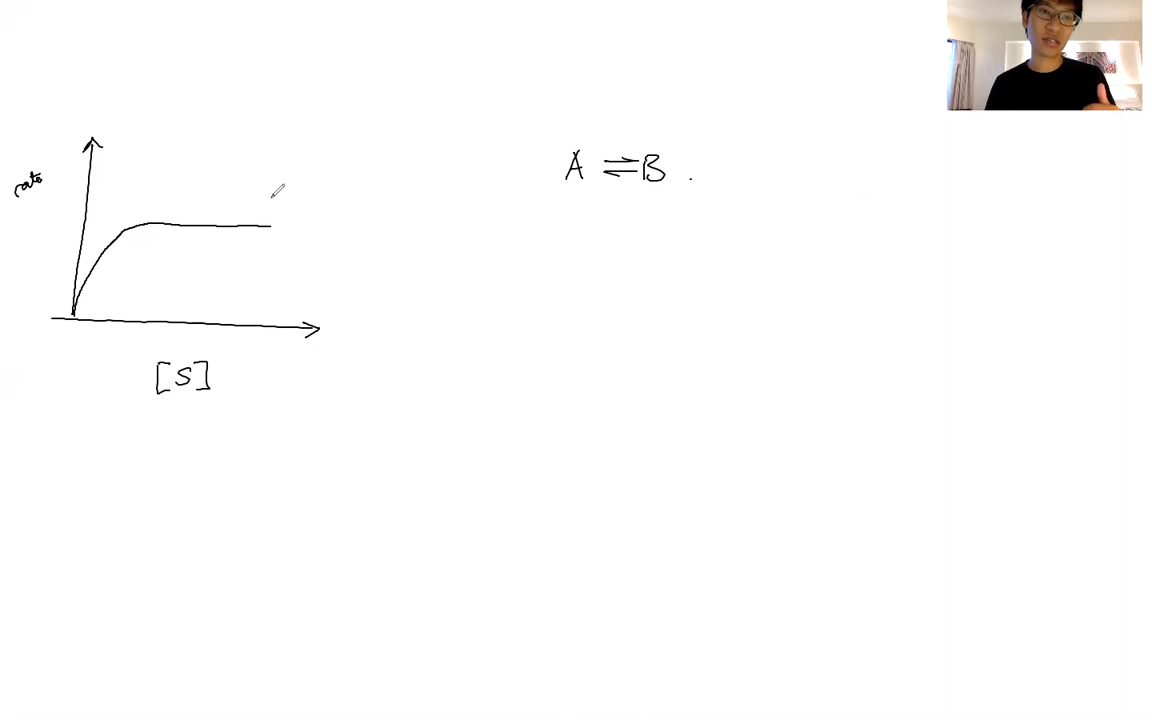 rate
A ⇌ B .
[S]